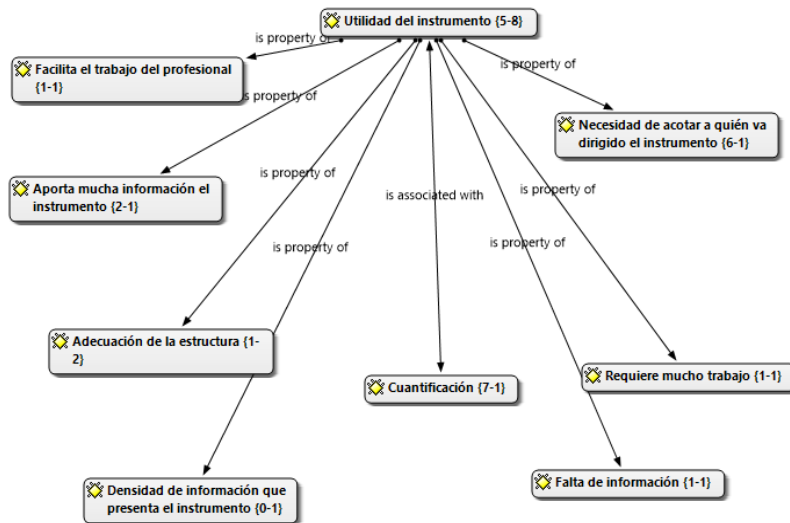 Utilidad del instrumento {5-8}
is property of
Facilita el trabajo del profesional
{1-1}
is property of
Necesidad de acotar a quién va
dirigido el instrumento {6-1}
is property of
Aporta mucha información el
instrumento {2-1}
is property of
is associated with
is property of
is property of
is property of
Adecuación de la estructura {1-
2}
Cuantificación {7-1}
Requiere mucho trabajo {1-1}
Densidad de información que
presenta el instrumento {0-1}
Falta de información {1-1}